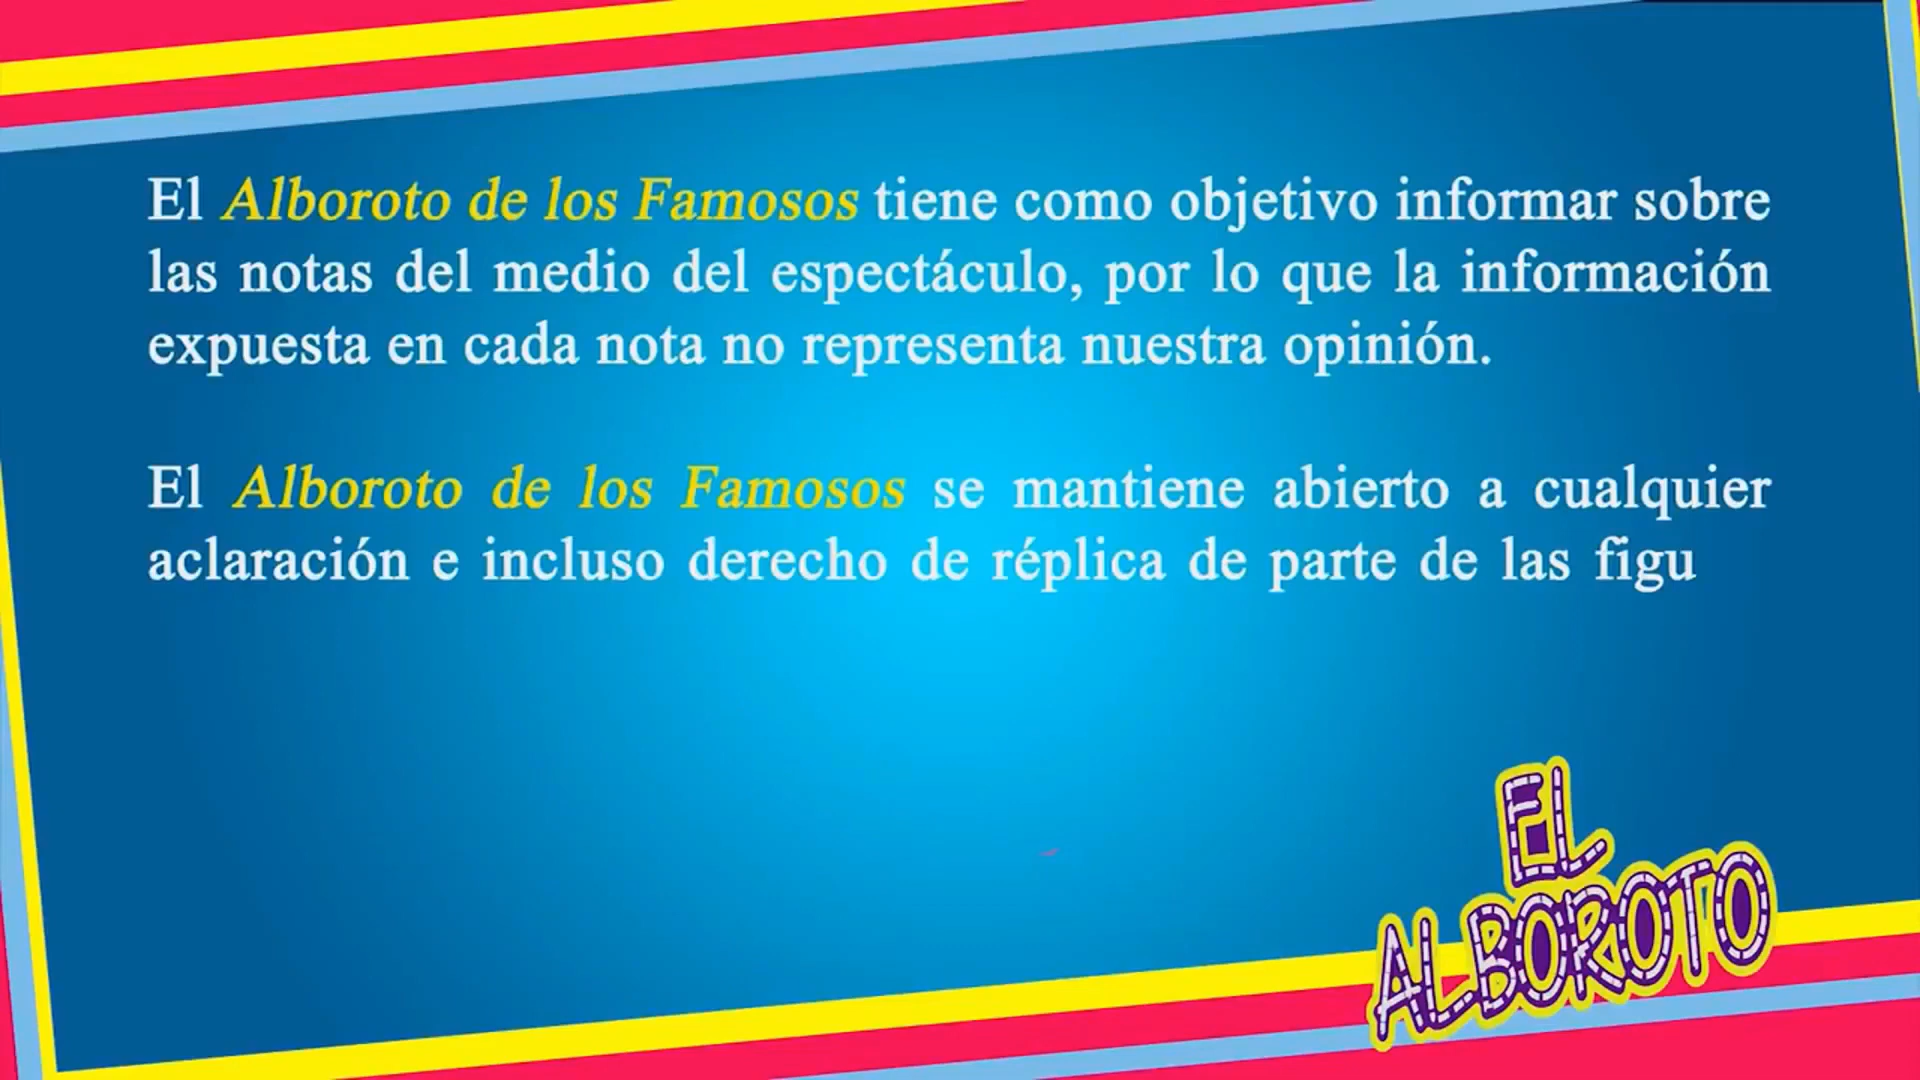 El Alboroto de los Famosos tiene como objetivo informar sobre
las notas del medio del espectáculo, por lo que la información
expuesta en cada nota no representa nuestra opinión.
El Alboroto de los Famosos se mantiene abierto a cualquier
aclaración e incluso derecho de réplica de parte de las figu
EL
ALBOROTO